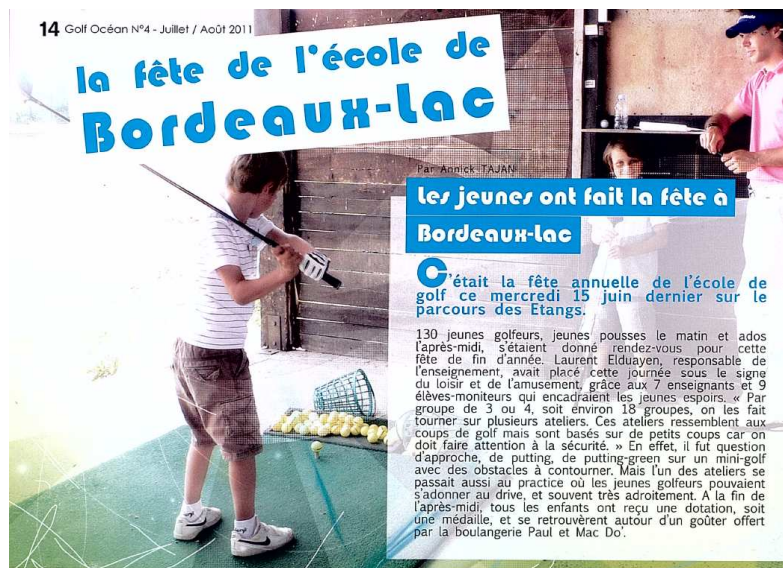 14 Golf Océan N°4 - Juillet / Août 2011
la fête de l'école de
Bordeaux-Lac
Par Annick TAJAN
Les jeunes ont fait la fête à
Bordeaux-Lac
C'était la fête annuelle de l'école de
golf ce mercredi 15 juin dernier sur le
parcours des Etangs.
130 jeunes golfeurs, jeunes pousses le matin et ados
l'après-midi, s'étaient donné rendez-vous pour cette
fête de fin d'année. Laurent Elduayen, responsable de
l'enseignement, avait placé cette journée sous le signe
du loisir et de l'amusement, grâce aux 7 enseignants et 9
élèves-moniteurs qui encadraient les jeunes espoirs. « Par
groupe de 3 ou 4, soit environ 18 groupes, on les fait
tourner sur plusieurs ateliers. Ces ateliers ressemblent aux
coups de golf mais sont basés sur de petits coups car on
doit faire attention à la sécurité. » En effet, il fut question
d'approche, de putting, de putting-green sur un mini-golf
avec des obstacles à contourner. Mais l'un des ateliers se
passait aussi au practice où les jeunes golfeurs pouvaient
s'adonner au drive, et souvent très adroitement. A la fin de
l'après-midi, tous les enfants ont reçu une dotation, soit
une médaille, et se retrouvèrent autour d'un goûter offert
par la boulangerie Paul et Mac Do'.